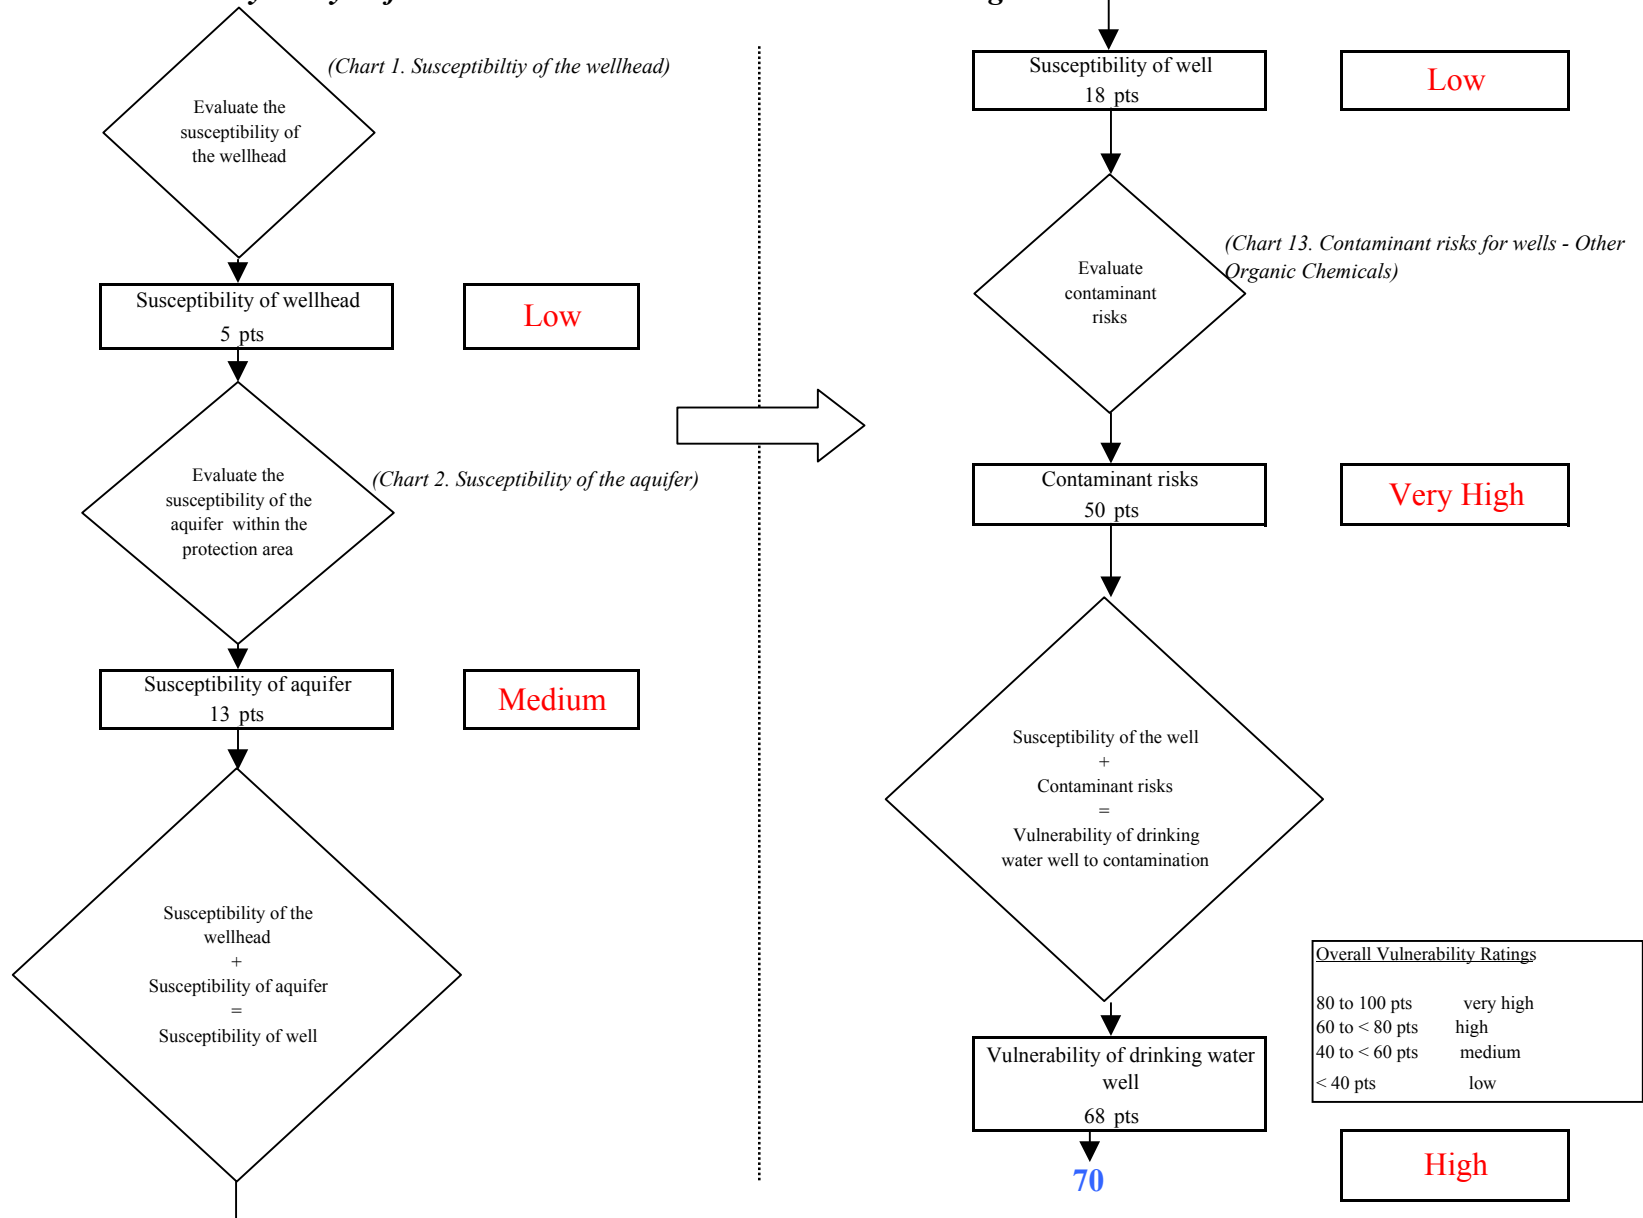 (Chart 1. Susceptibiltiy of the wellhead)
Evaluate the
susceptibility of
the wellhead
Susceptibility of wellhead
5 pts
Low
(Chart 2. Susceptibility of the aquifer)
Evaluate the
susceptibility of the
aquifer within the
protection area
Susceptibility of aquifer
13 pts
Medium
Susceptibility of the
wellhead
+
Susceptibility of aquifer
=
Susceptibility of well
Susceptibility of well
18 pts
Low
(Chart 13. Contaminant risks for wells - Other
Organic Chemicals)
Evaluate
contaminant
risks
Contaminant risks
50 pts
Very High
Susceptibility of the well
+
Contaminant risks
=
Vulnerability of drinking
water well to contamination
Overall Vulnerability Ratings
80 to 100 pts very high
60 to < 80 pts high
40 to < 60 pts medium
< 40 pts low
Vulnerability of drinking water
well
68 pts
70
High